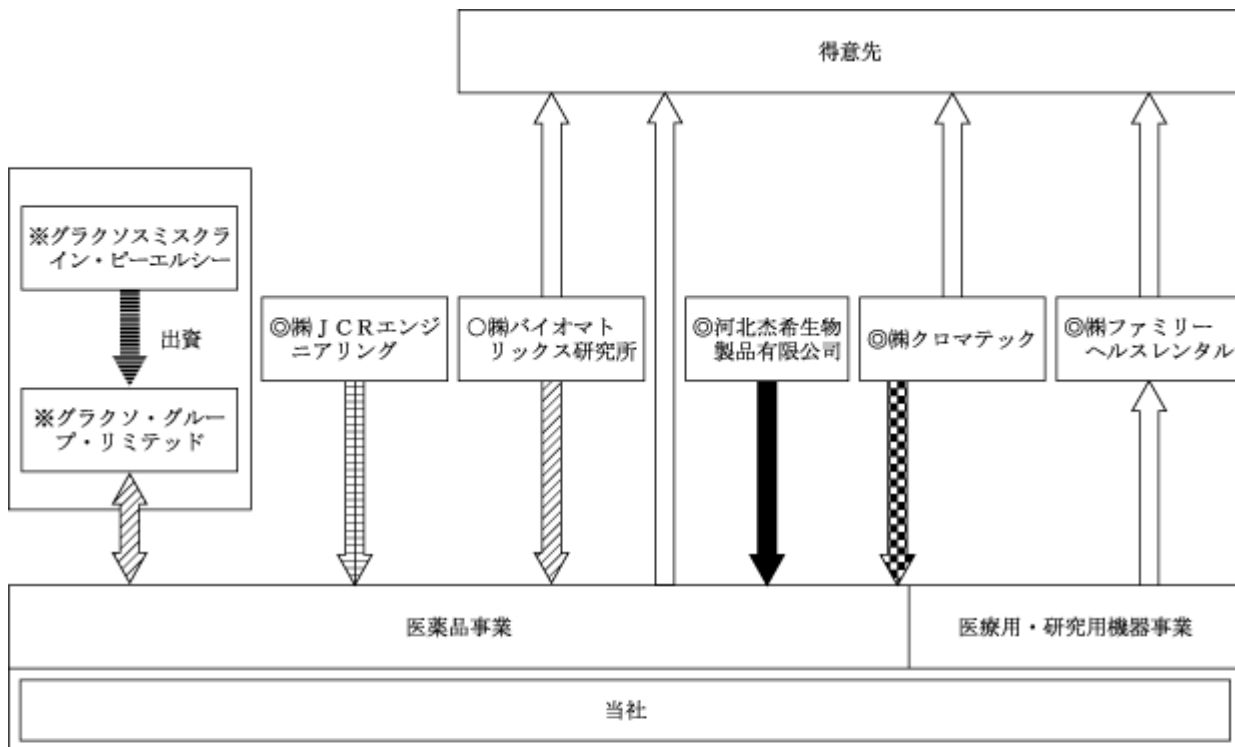 得意先
※グラクソスミスクラ
イン・ピーエルシー
出資
※グラクソ・グルー
プ・リミテッド
◎㈱ＪＣＲエンジ
ニアリング
○㈱バイオマト
リックス研究所
◎河北杰希生物
製品有限公司
◎㈱クロマテック
◎㈱ファミリー
ヘルスレンタル
医薬品事業
医療用・研究用機器事業
当社